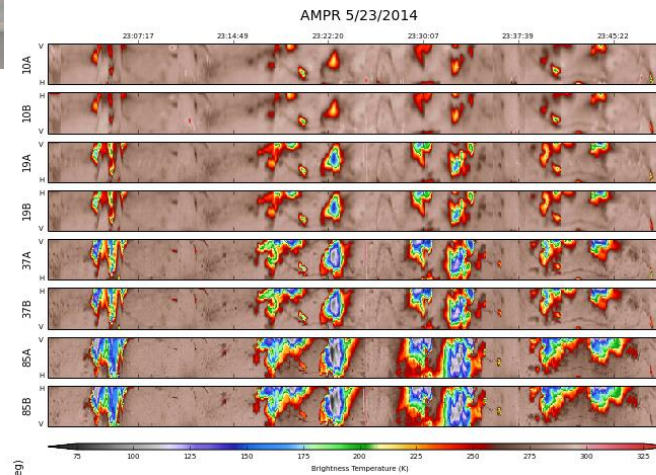 AMPR 5/23/2014
23:07:17 23:14:49 23:22:20 23:30:07 23:37:39 23:45:22
V
10A
H
H
10B
V
V
19A
H
H
19B
V
V
37A
H
H
37B
V
V
85A
H
H
85B
V
75 100 125 150 175 200 225 250 275 300 325
Brightness Temperature (K)
eg)